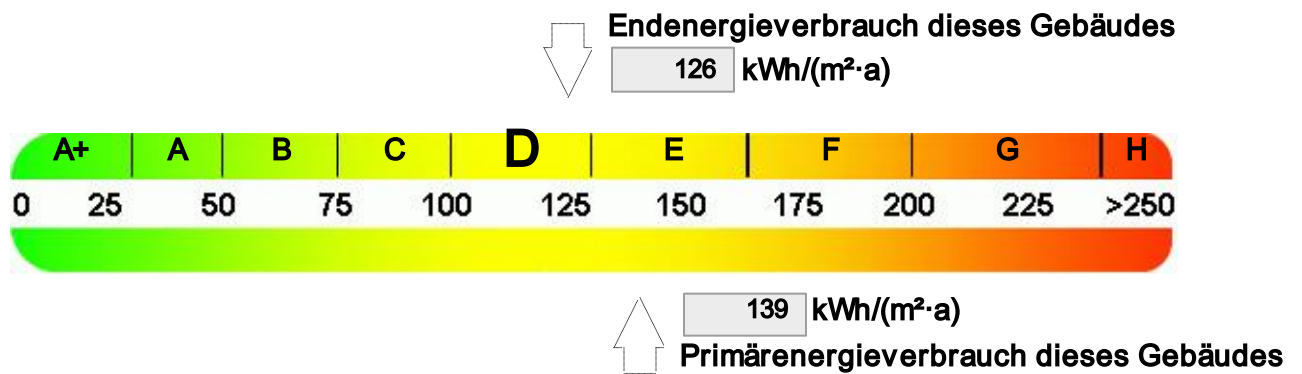 Endenergieverbrauch dieses Gebäudes
126 kWh/(m²·a)
A+ A B C D E F G H
0 25 50 75 100 125 150 175 200 225 >250
139 kWh/(m²·a)
Primärenergieverbrauch dieses Gebäudes